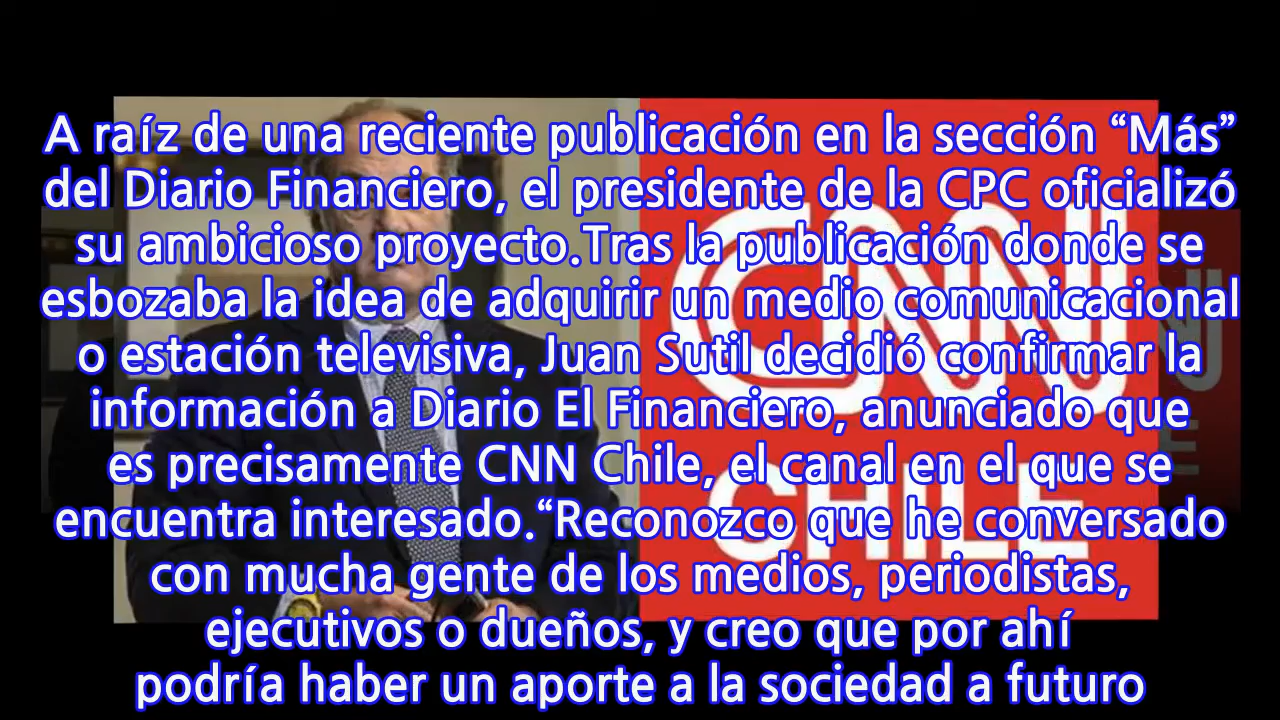 A raíz de una reciente publicación en la sección “Más”
del Diario Financiero, el presidente de la CPC oficializó
su ambicioso proyecto.Tras la publicación donde se
esbozaba la idea de adquirir un medio comunicacional
o estación televisiva, Juan Sutil decidió confirmar la
información a Diario El Financiero, anunciado que
es precisamente CNN Chile, el canal en el que se
encuentra interesado.“Reconozco que he conversado
con mucha gente de los medios, periodistas,
ejecutivos o dueños, y creo que por ahí
podría haber un aporte a la sociedad a futuro
CNN
CHILE